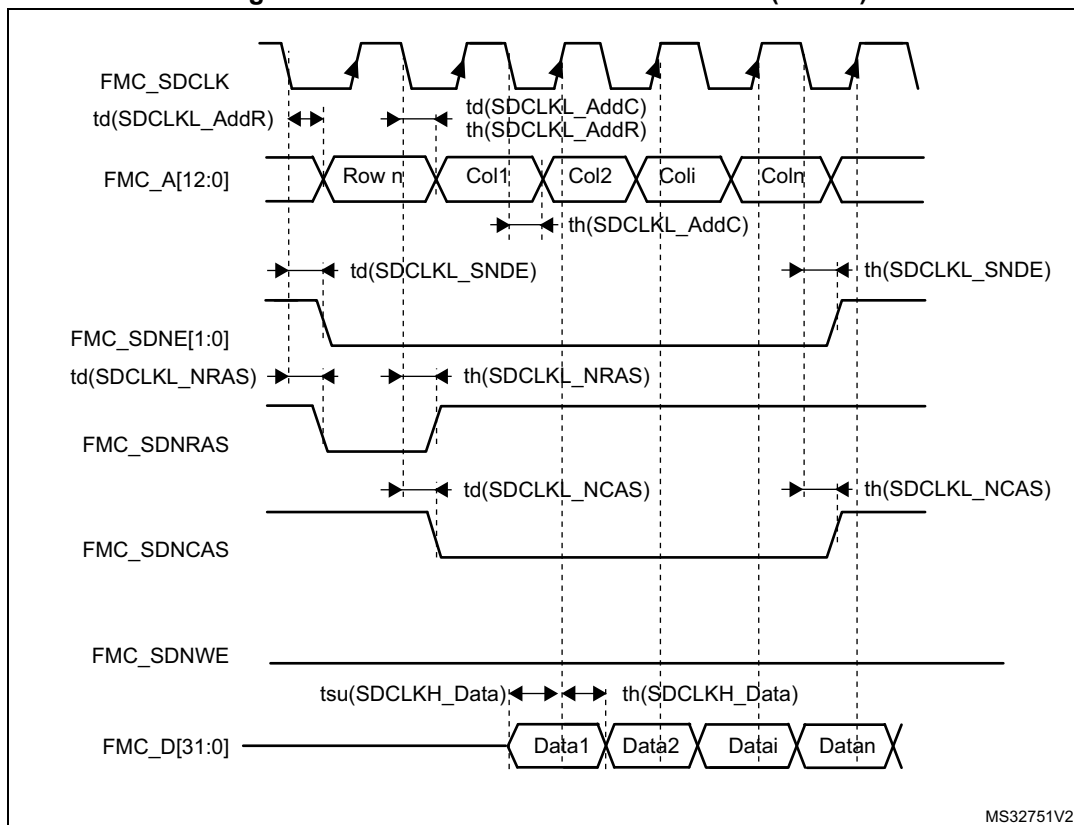 FMC_SDCLK
td(SDCLKL_AddR)
td(SDCLKL_AddC)
th(SDCLKL_AddR)
FMC_A[12:0]
Row n
Col1
Col2
Coli
Coln
th(SDCLKL_AddC)
td(SDCLKL_SNDE)
th(SDCLKL_SNDE)
FMC_SDNE[1:0]
td(SDCLKL_NRAS)
th(SDCLKL_NRAS)
FMC_SDNRAS
td(SDCLKL_NCAS)
th(SDCLKL_NCAS)
FMC_SDNCAS
FMC_SDNWE
tsu(SDCLKH_Data)
th(SDCLKH_Data)
FMC_D[31:0]
Data1
Data2
Datai
Datan
MS32751V2